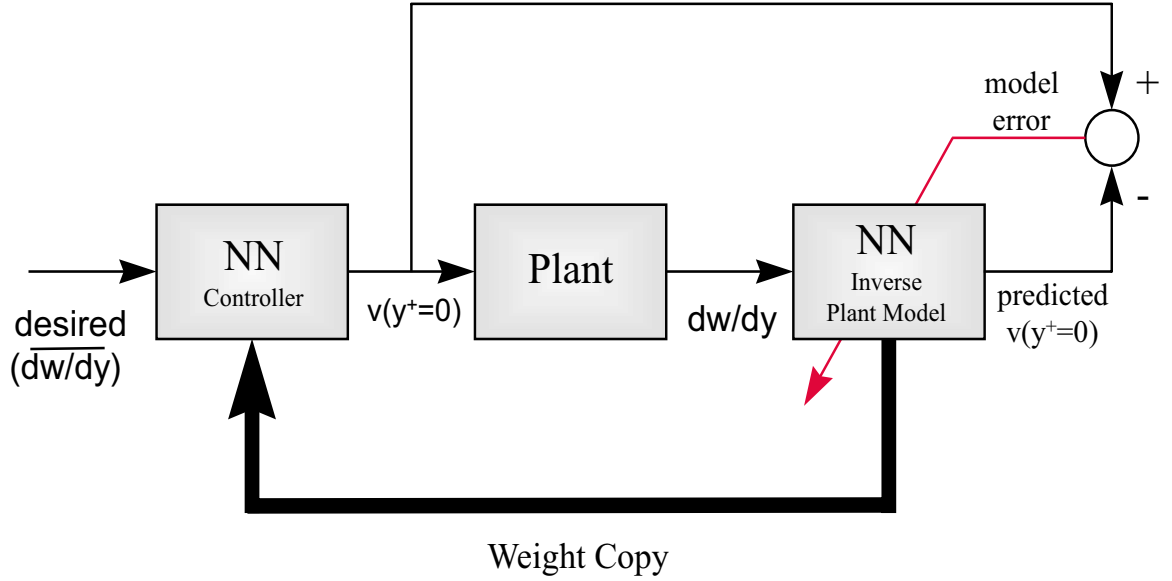 model
error
+
-
NN
Controller
Plant
NN
Inverse
Plant Model
desired
(dw/dy)
v(y⁺=0)
dw/dy
predicted
v(y⁺=0)
Weight Copy